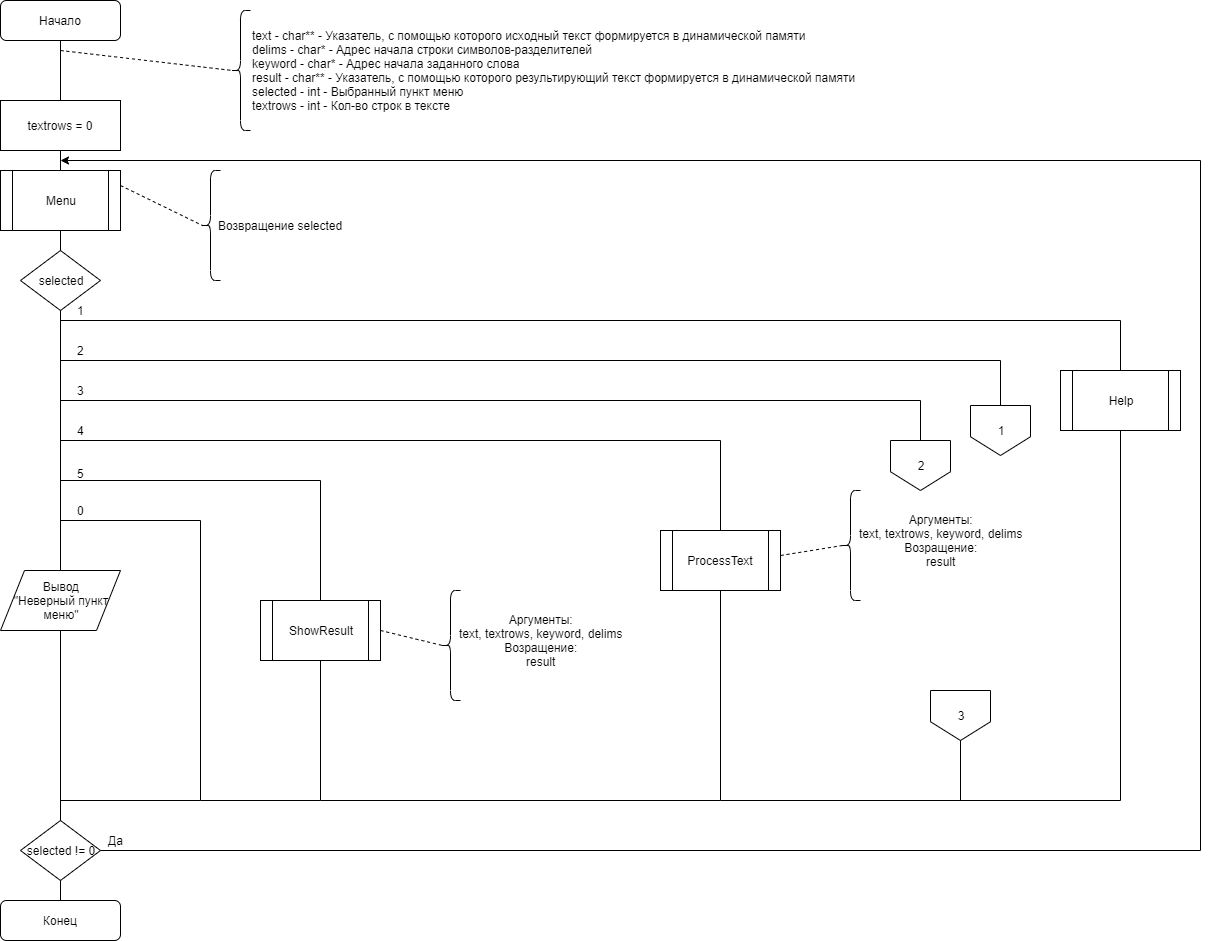 Начало
text - char** - Указатель, с помощью которого исходный текст формируется в динамической памяти
delims - char* - Адрес начала строки символов-разделителей
keyword - char* - Адрес начала заданного слова
result - char** - Указатель, с помощью которого результирующий текст формируется в динамической памяти
selected - int - Выбранный пункт меню
textrows - int - Кол-во строк в тексте
textrows = 0
Menu
Возвращение selected
selected
1
2
3
4
5
0
Help
1
2
Аргументы:
text, textrows, keyword, delims
Возращение:
result
ProcessText
Вывод
"Неверный пункт
меню"
ShowResult
Аргументы:
text, textrows, keyword, delims
Возращение:
result
3
selected != 0
Да
Конец